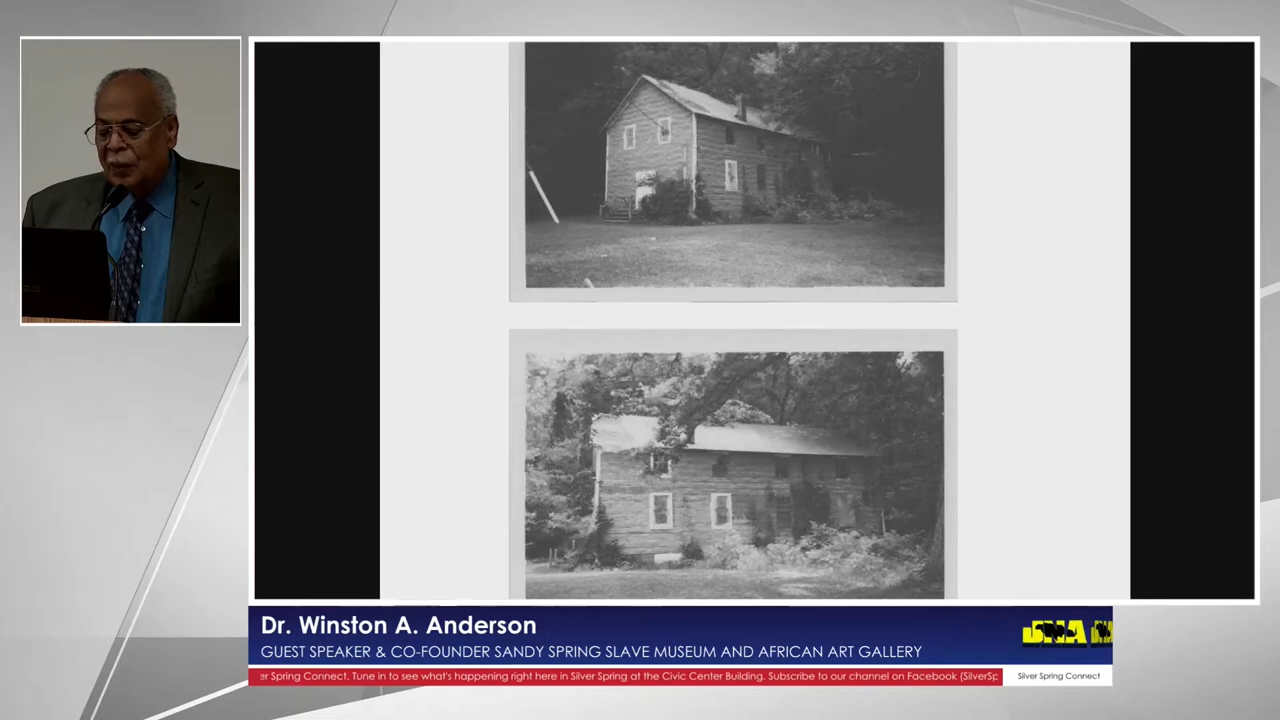 Dr. Winston A. Anderson
GUEST SPEAKER & CO-FOUNDER SANDY SPRING SLAVE MUSEUM AND AFRICAN ART GALLERY
er Spring Connect. Tune in to see what's happening right here in Silver Spring at the Civic Center Building. Subscribe to our channel on Facebook (SilverSp
Silver Spring Connect